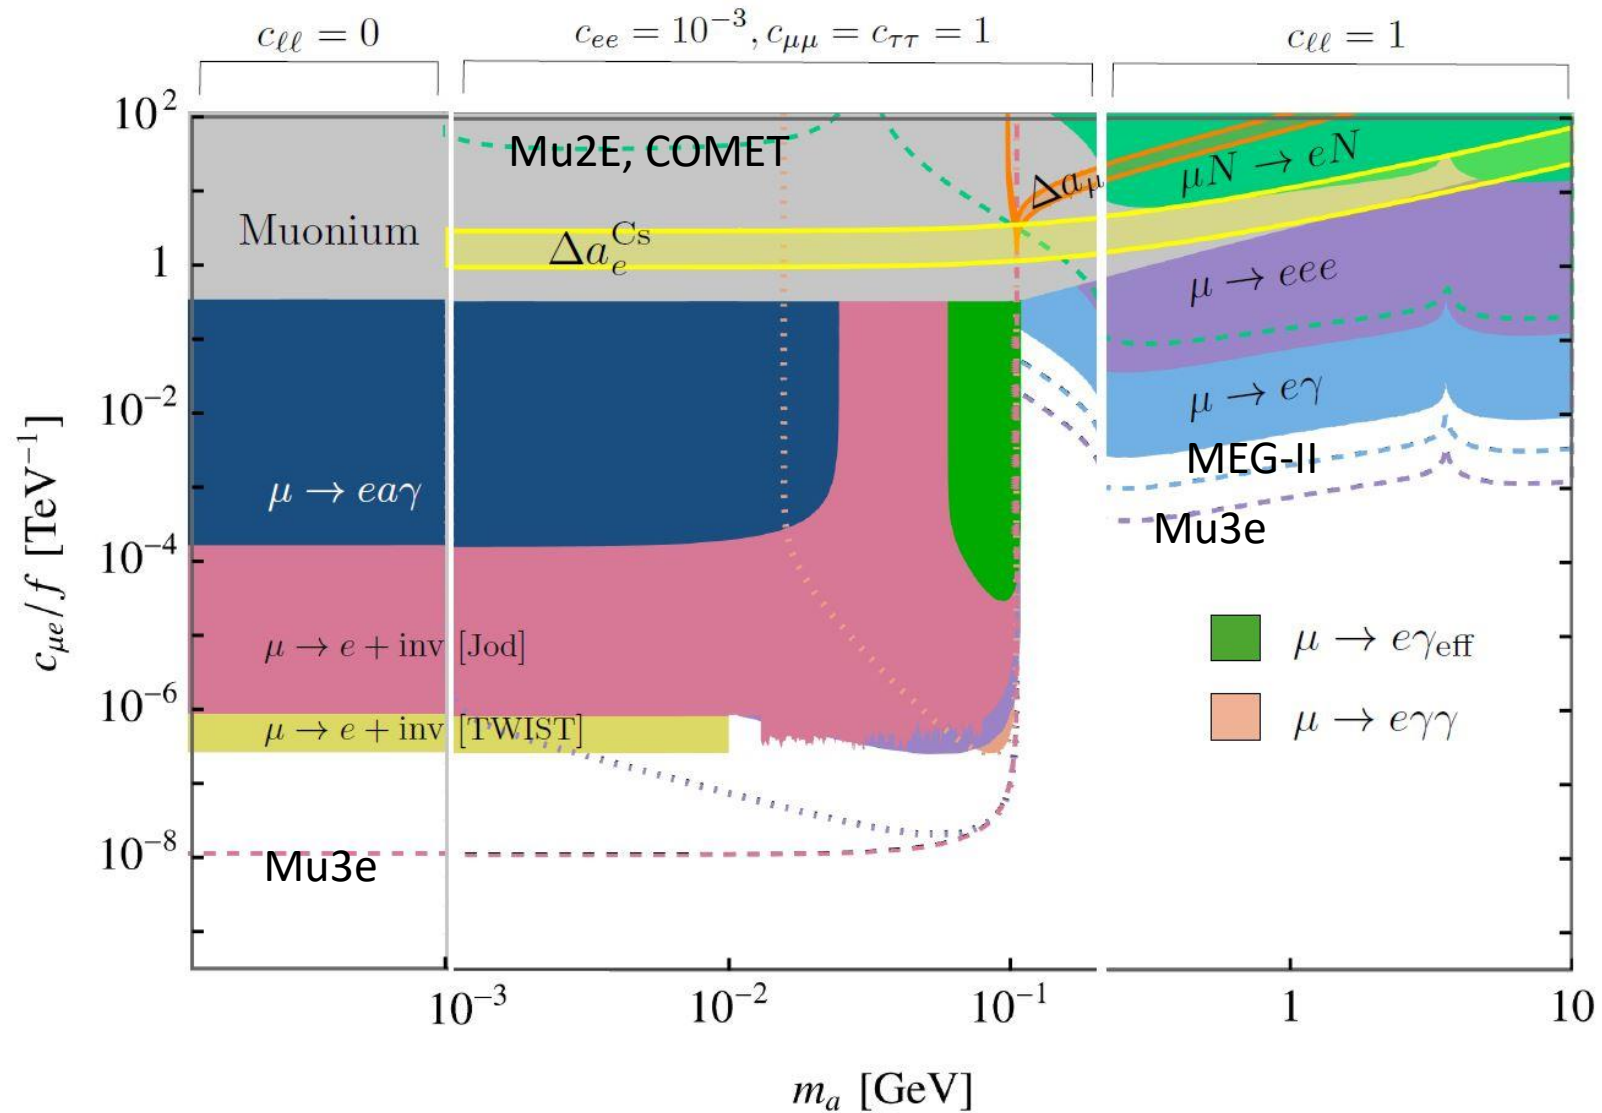 c_{ℓℓ} = 0
c_{ee} = 10^{-3}, c_{μμ} = c_{ττ} = 1
c_{ℓℓ} = 1
10^2
1
10^{-2}
10^{-4}
10^{-6}
10^{-8}
c_{μe}/f [TeV^{-1}]
Mu2E, COMET
Muonium
Δa_e^{Cs}
Δa_μ
μN → eN
μ → eee
μ → eγ
MEG-II
Mu3e
μ → eaγ
μ → e + inv [Jod]
μ → e + inv [TWIST]
Mu3e
μ → eγ_{eff}
μ → eγγ
10^{-3}
10^{-2}
10^{-1}
1
10
m_a [GeV]